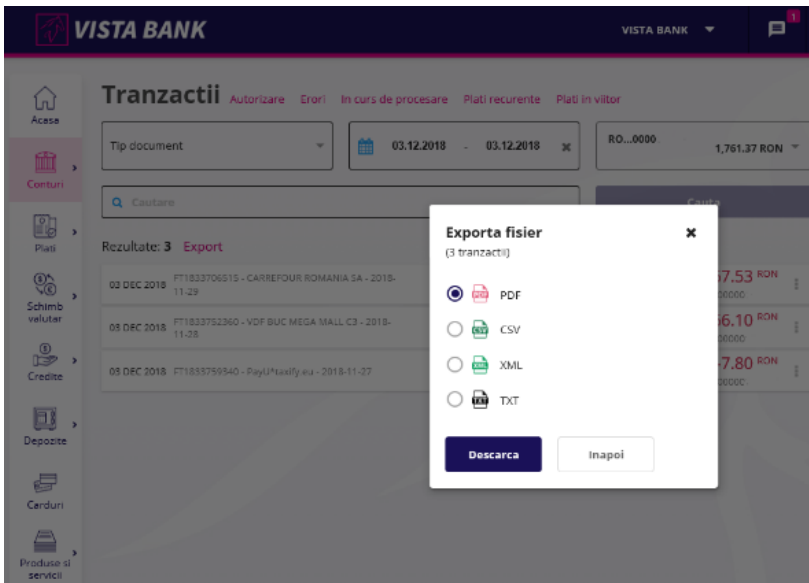 VISTA BANK
VISTA BANK
1
Tranzactii Autorizare Erori In curs de procesare Plati recurente Plati in viitor
Acasa
Tip document
03.12.2018 - 03.12.2018
RO...0000
1,761.37 RON
Conturi
Cautare
Cauta
Plati
Rezultate: 3 Export
Exporta fisier
(3 tranzactii)
03 DEC 2018 FT1833706515 - CARREFOUR ROMANIA SA - 2018-
11-29
7.53 RON
00000
PDF
Schimb
valutar
03 DEC 2018 FT1833752360 - VDF BUC MEGA MALL C3 - 2018-
11-28
6.10 RON
00000
CSV
03 DEC 2018 FT1833759340 - PayU*taxify.eu - 2018-11-27
-7.80 RON
00000
XML
Credite
TXT
Depozite
Descarca
Inapoi
Carduri
Produse si
servicii